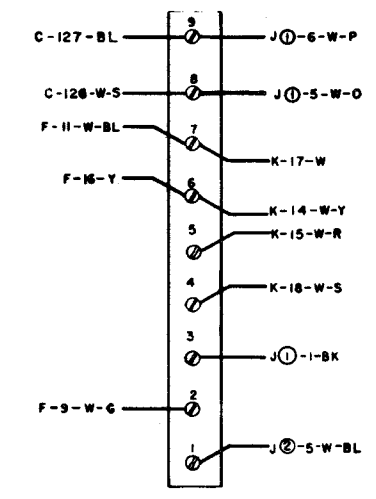 9
C-127-BL
J①-6-W-P
8
C-126-W-S
J①-5-W-O
F-11-W-BL
7
K-17-W
F-16-Y
6
K-14-W-Y
5
K-15-W-R
4
K-18-W-S
3
J①-1-BK
2
F-9-W-G
1
J②-5-W-BL